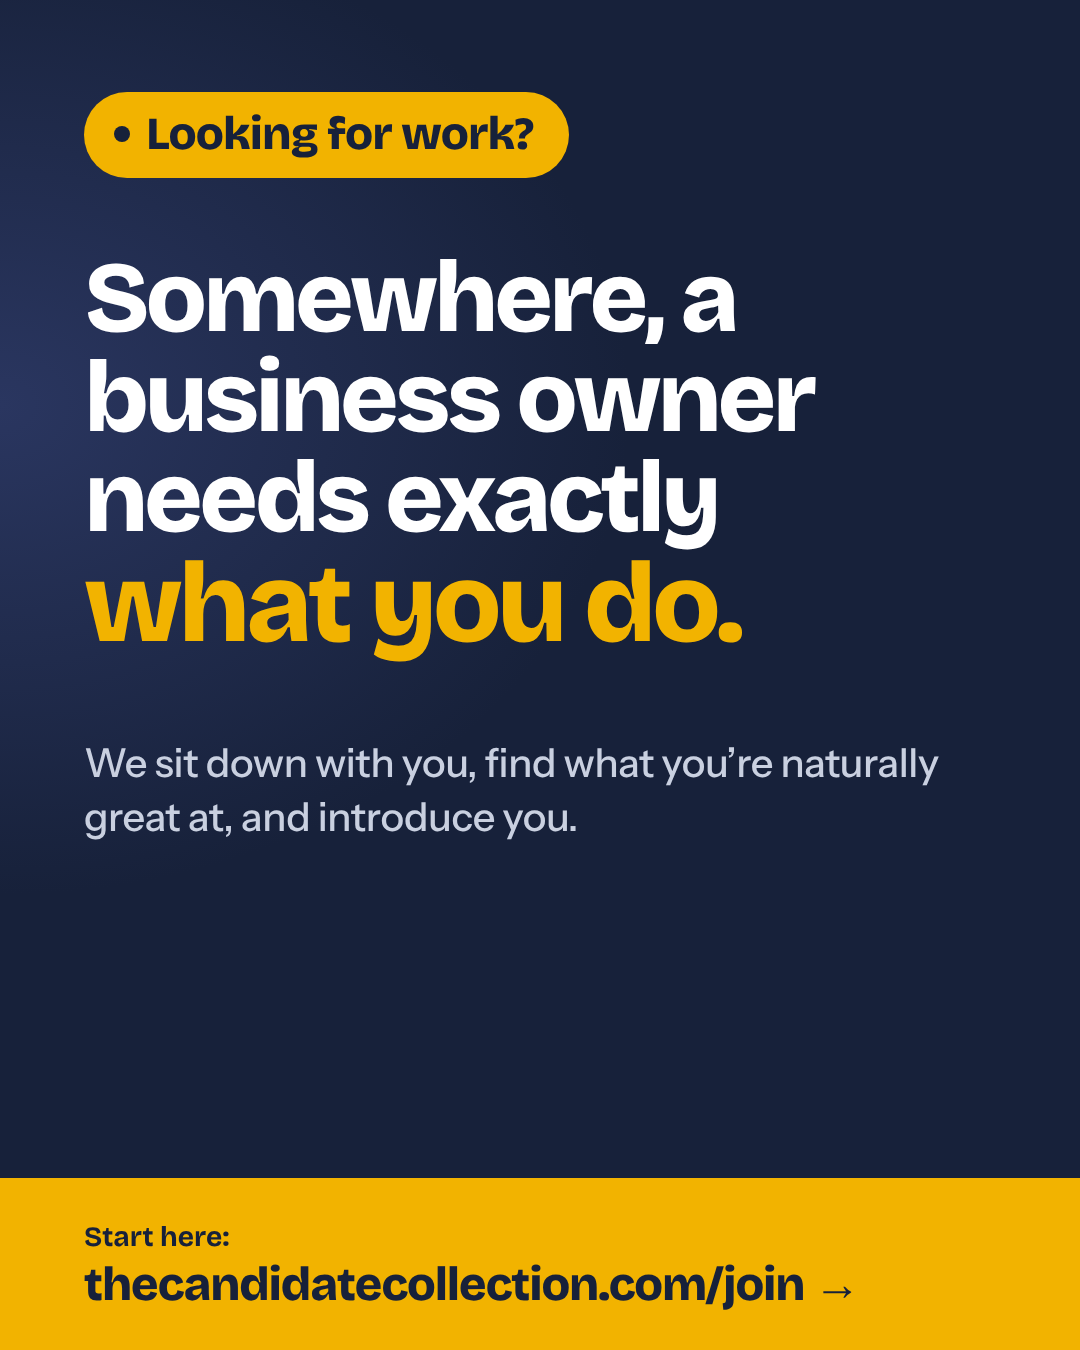 • Looking for work?
Somewhere, a
business owner
needs exactly
what you do.
We sit down with you, find what you’re naturally
great at, and introduce you.
Start here:
thecandidatecollection.com/join →